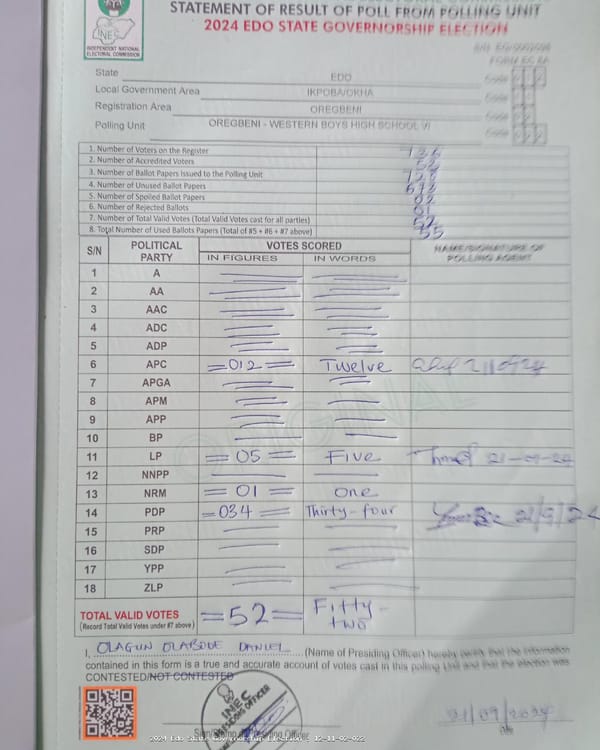 STATEMENT OF RESULT OF POLL FROM POLLING UNIT
2024 EDO STATE GOVERNORSHIP ELECTION
INEC
INDEPENDENT NATIONAL ELECTORAL COMMISSION
FORM EC 8A
State EDO Code
Local Government Area IKPOBA/OKHA Code
Registration Area OREGBENI Code
Polling Unit OREGBENI - WESTERN BOYS HIGH SCHOOL VI Code
1. Number of Voters on the Register
2. Number of Accredited Voters 52
3. Number of Ballot Papers Issued to the Polling Unit
4. Number of Unused Ballot Papers
5. Number of Spoiled Ballot Papers 02
6. Number of Rejected Ballots 01
7. Number of Total Valid Votes (Total Valid Votes cast for all parties) 52
8. Total Number of Used Ballots Papers (Total of #5 + #6 + #7 above) 55
S/N POLITICAL PARTY VOTES SCORED NAME/SIGNATURE OF POLLING AGENT
IN FIGURES IN WORDS
1 A
2 AA
3 AAC
4 ADC
5 ADP
6 APC =012= Twelve
7 APGA
8 APM
9 APP
10 BP
11 LP =05= Five 21-09-24
12 NNPP
13 NRM =01= One
14 PDP =034= Thirty-four 21/9/24
15 PRP
16 SDP
17 YPP
18 ZLP
TOTAL VALID VOTES =52= Fifty-two
(Record Total Valid Votes under #7 above)
ORIGINAL
I, OLAGUN OLABODE DANIEL (Name of Presiding Officer) hereby certify that the information
contained in this form is a true and accurate account of votes cast in this polling Unit and that the election was
CONTESTED/NOT CONTESTED
INEC
PRESIDING OFFICER
21/09/2024
Sign/Stamp of Presiding Officer
2024 Edo State Governorship Election : 12-11-02-022